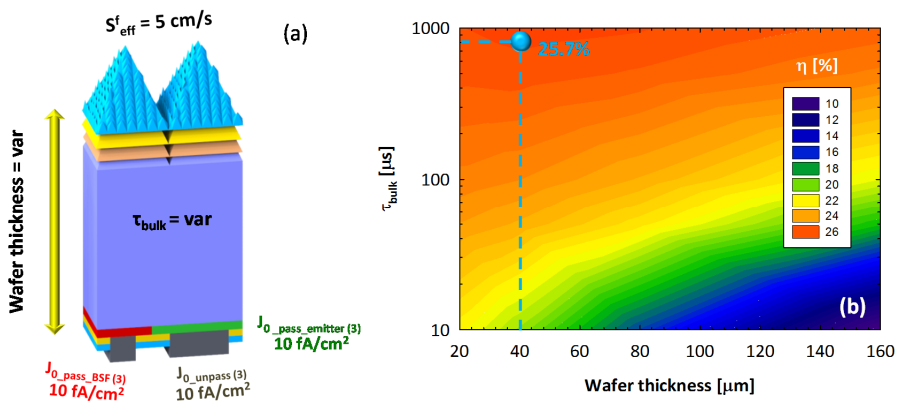 S^f_eff = 5 cm/s
(a)
Wafer thickness = var
τ_bulk = var
J_0_pass_emitter (3)
10 fA/cm²
J_0_pass_BSF (3)
10 fA/cm²
J_0_unpass (3)
10 fA/cm²
1000
100
10
τ_bulk [μs]
25.7%
η [%]
10
12
14
16
18
20
22
24
26
(b)
20 40 60 80 100 120 140 160
Wafer thickness [μm]